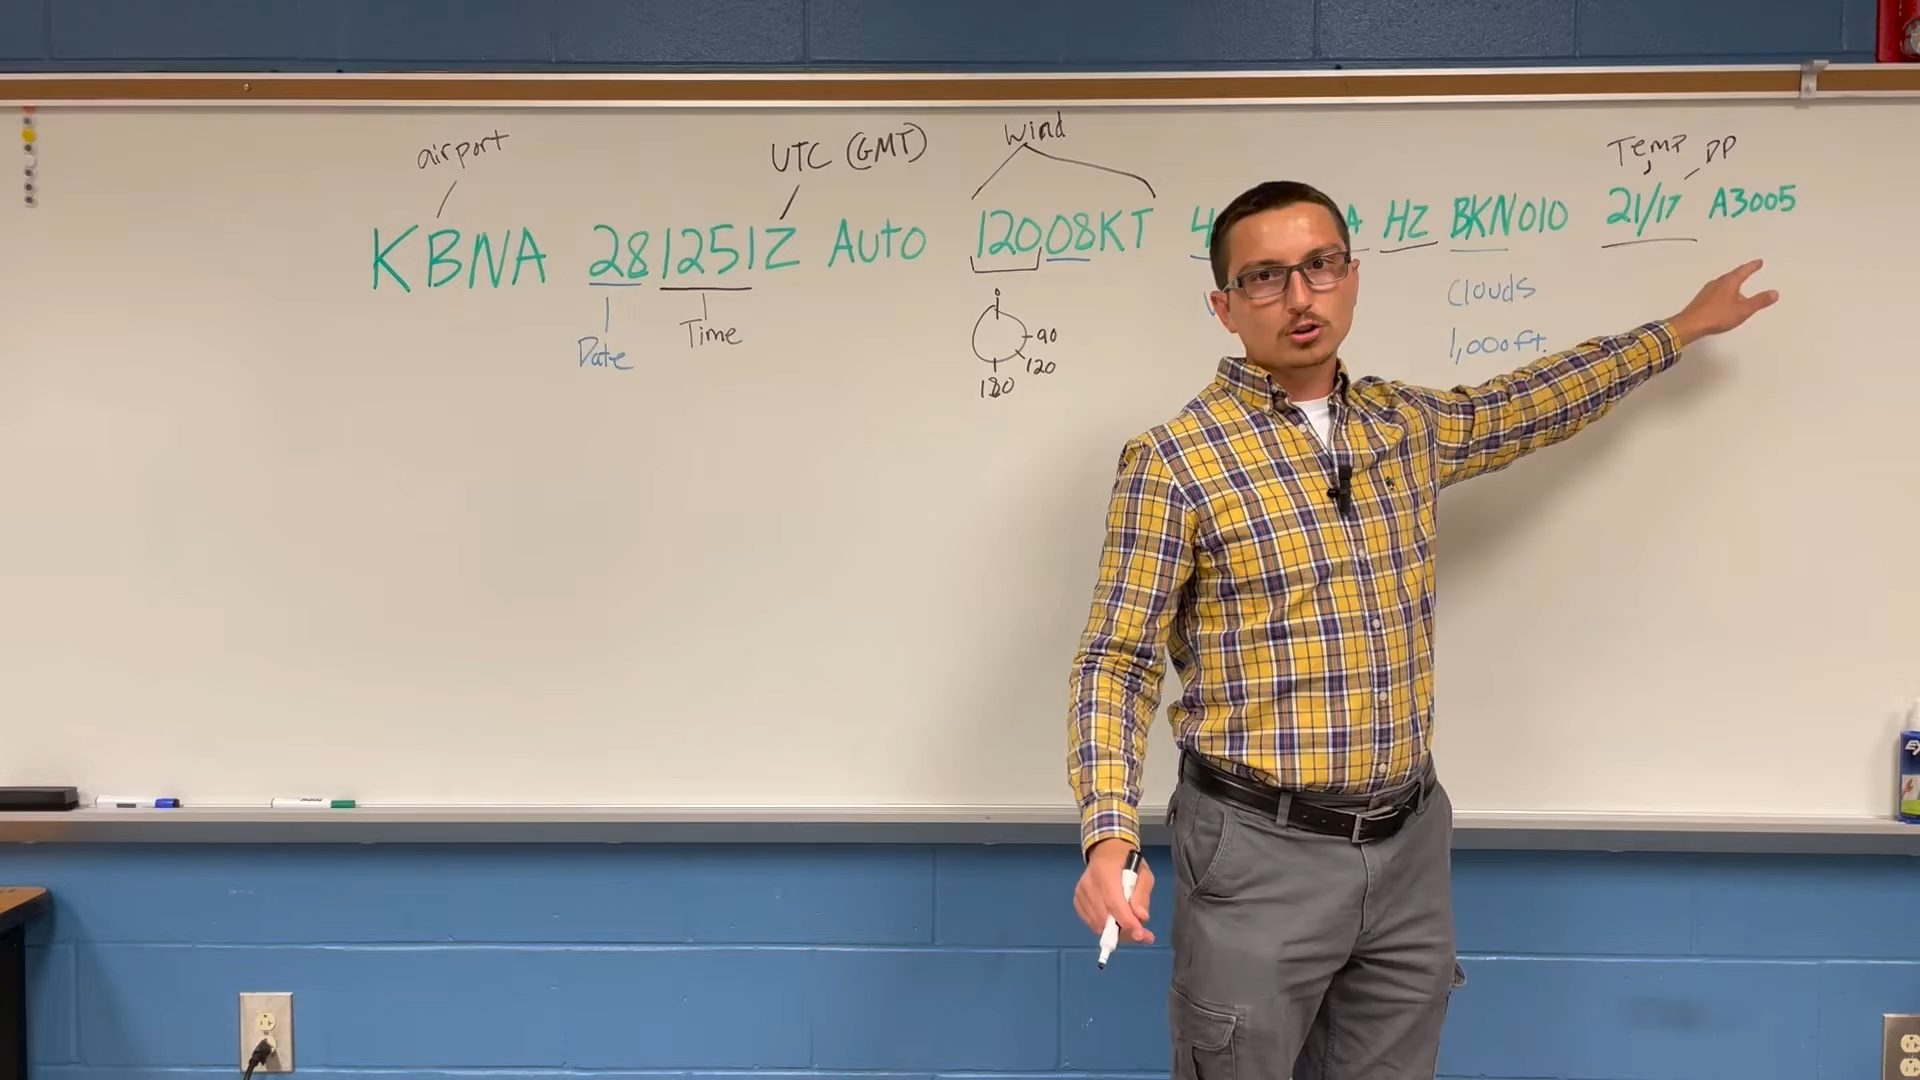 airport
UTC (GMT)
Wind
Temp DP
KBNA 281251Z Auto 12008KT 4 A HZ BKN010 21/17 A3005
Date
Time
90
120
180
Clouds
1,000ft.